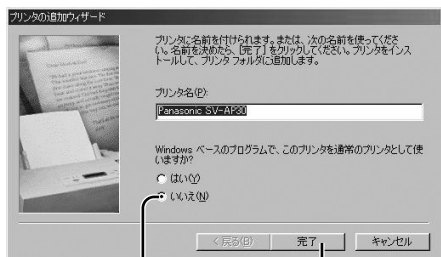 プリンタの追加ウィザード
プリンタに名前を付けられます。または、次の名前を使ってくださ
い。名前を決めたら、[完了] をクリックしてください。プリンタをインス
トールして、プリンタ フォルダに追加します。
プリンタ名(P):
Panasonic SV-AP30
Windows ベースのプログラムで、このプリンタを通常のプリンタとして使
いますか?
はい(Y)
いいえ(N)
< 戻る(B)
完了
キャンセル